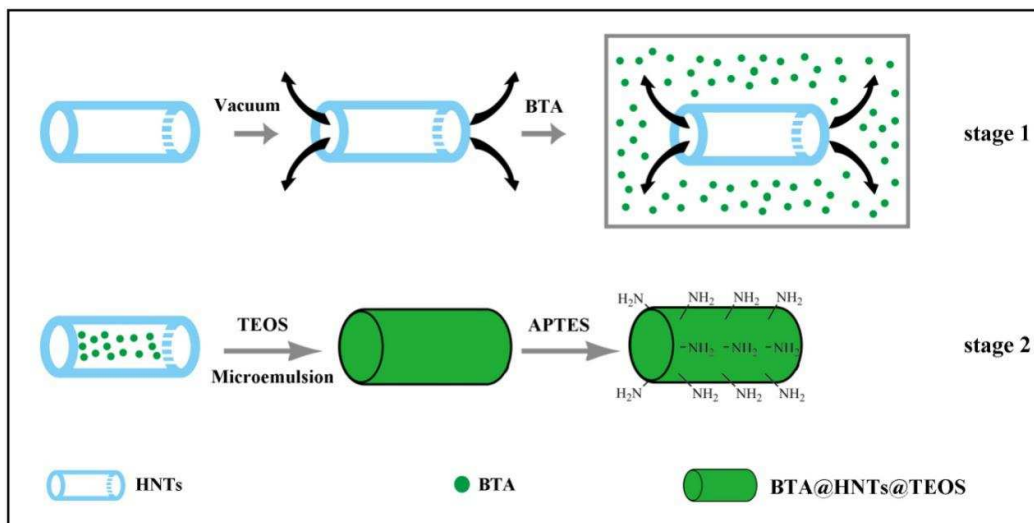 Vacuum
BTA
stage 1
H₂N
NH₂
NH₂
NH₂
TEOS
APTES
-NH₂
-NH₂
-NH₂
stage 2
Microemulsion
H₂N
NH₂
NH₂
NH₂
HNTs
BTA
BTA@HNTs@TEOS